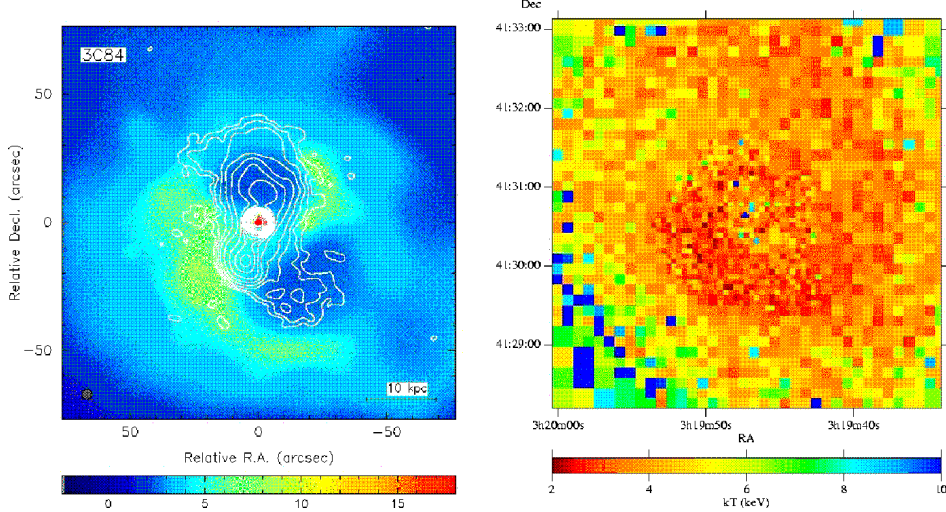 3C84
50
0
−50
Relative Decl. (arcsec)
10 kpc
50
0
−50
Relative R.A. (arcsec)
0
5
10
15
Dec
41:33:00
41:32:00
41:31:00
41:30:00
41:29:00
3h20m00s
3h19m50s
3h19m40s
RA
2
4
6
8
10
kT (keV)